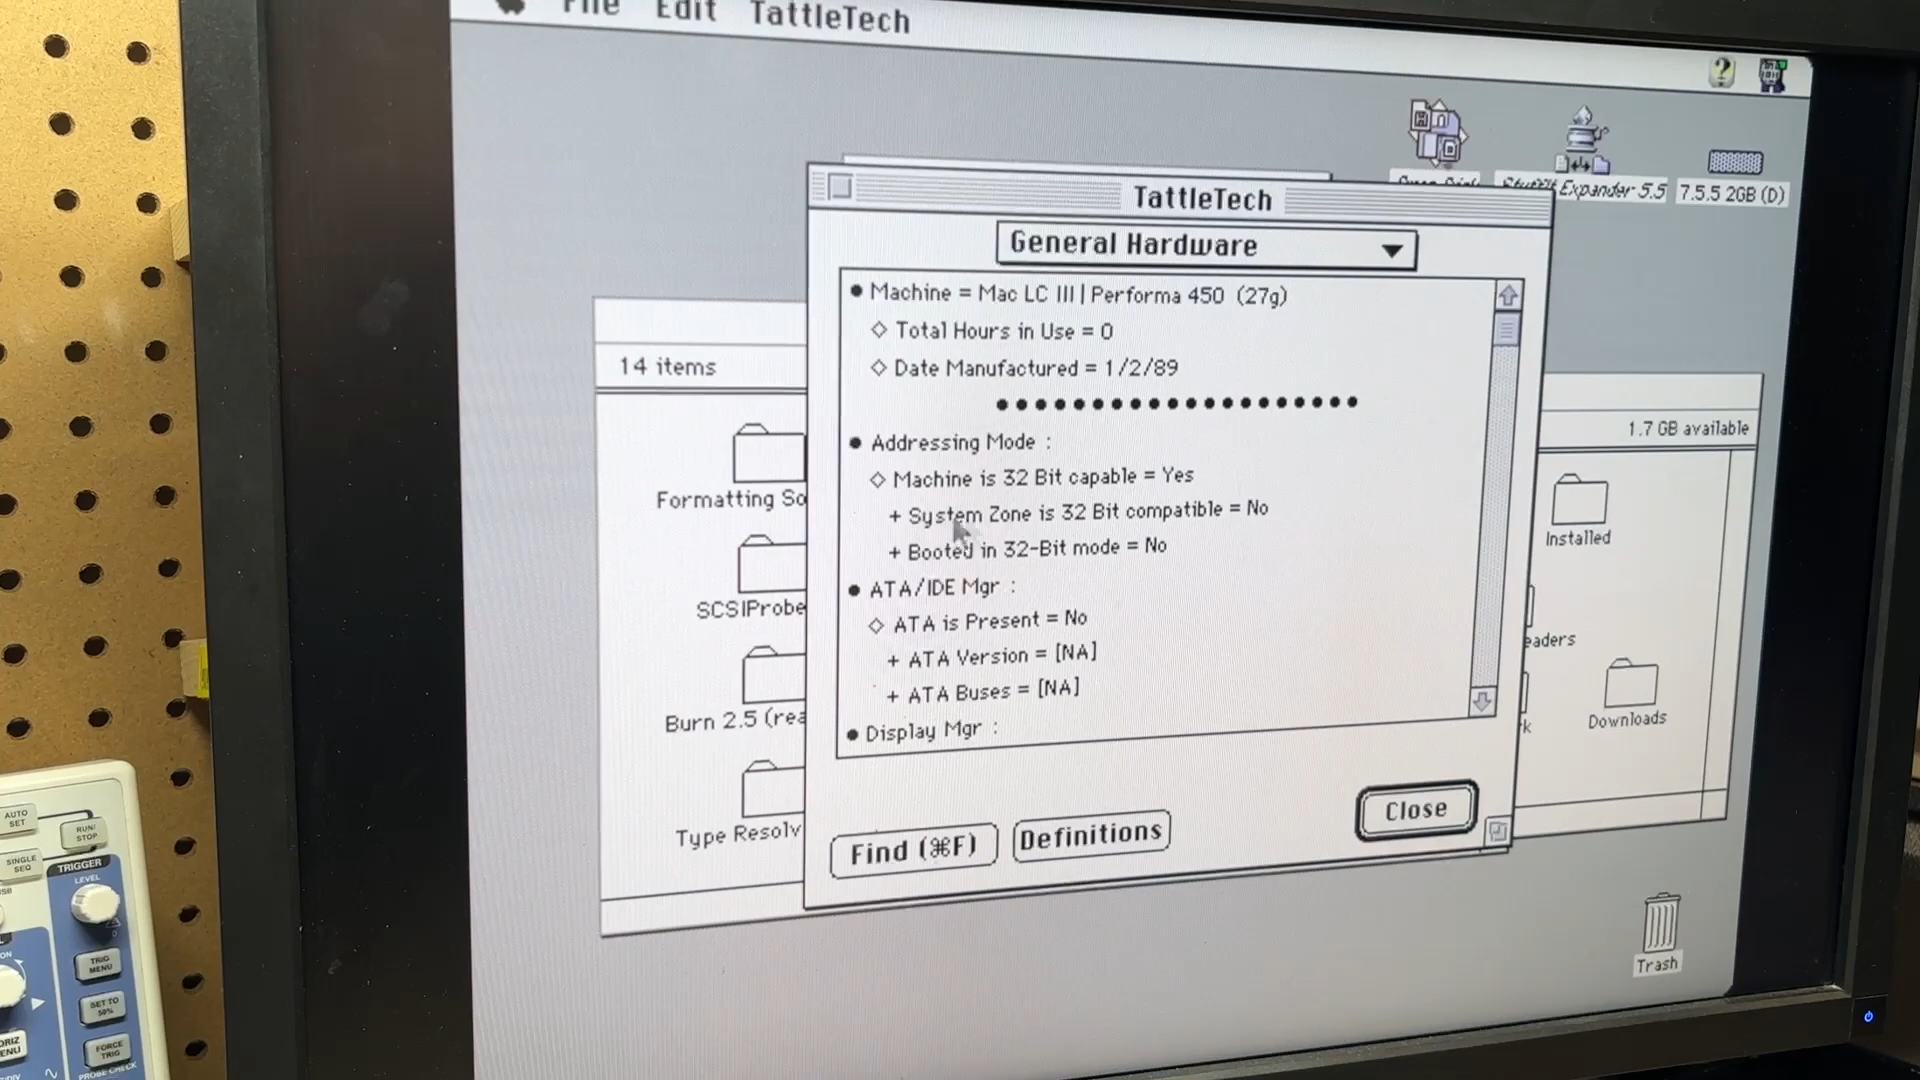 File Edit TattleTech
StuffIt Expander 5.5
7.5.5 2GB (D)
TattleTech
General Hardware
● Machine = Mac LC III | Performa 450 (27g)
◇ Total Hours in Use = 0
◇ Date Manufactured = 1/2/89
● ● ● ● ● ● ● ● ● ● ● ● ● ● ● ● ● ● ● ●
● Addressing Mode :
◇ Machine is 32 Bit capable = Yes
+ System Zone is 32 Bit compatible = No
+ Booted in 32-Bit mode = No
● ATA/IDE Mgr :
◇ ATA is Present = No
+ ATA Version = [NA]
+ ATA Buses = [NA]
● Display Mgr :
Find (⌘F)
Definitions
Close
14 items
Formatting So
SCSIProbe
Burn 2.5 (rea
Type Resolv
1.7 GB available
Installed
eaders
Downloads
k
Trash
AUTO
SET
RUN/
STOP
SINGLE
SEQ
TRIGGER
LEVEL
TRIG
MENU
SET TO
50%
FORCE
TRIG
PROBE CHECK
ORIZ
ENU